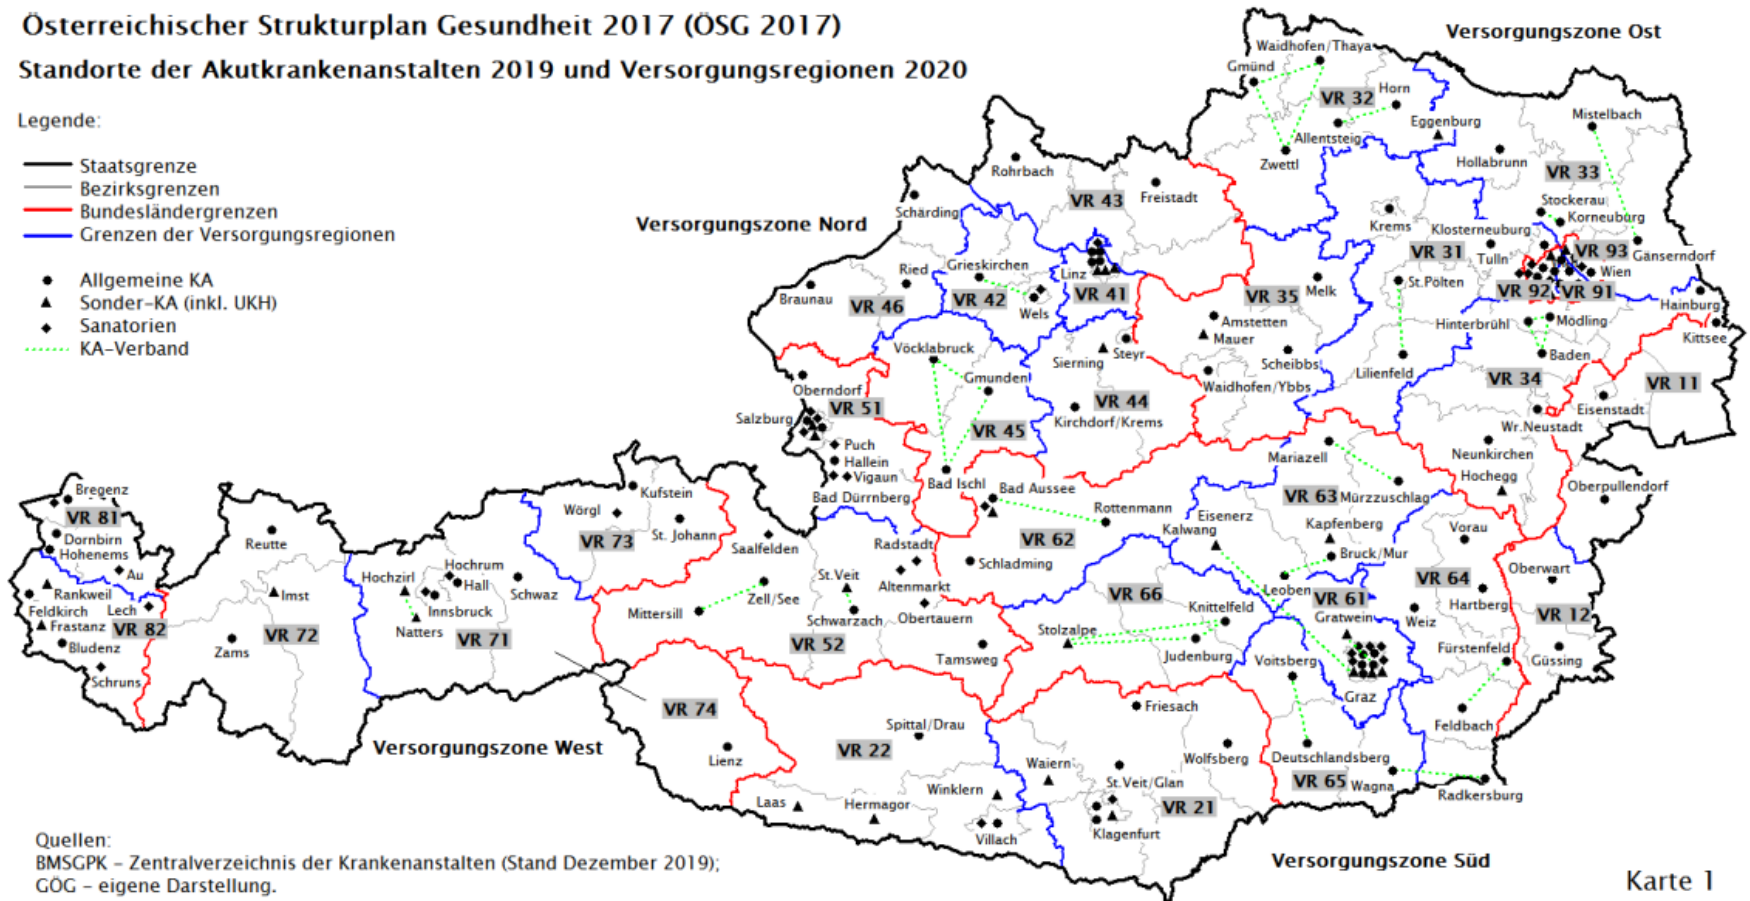 Österreichischer Strukturplan Gesundheit 2017 (ÖSG 2017)
Standorte der Akutkrankenanstalten 2019 und Versorgungsregionen 2020
Legende:
Staatsgrenze
Bezirksgrenzen
Bundesländergrenzen
Grenzen der Versorgungsregionen
Allgemeine KA
Sonder-KA (inkl. UKH)
Sanatorien
KA-Verband
Versorgungszone Ost
Waidhofen/Thaya
Gmünd
VR 32
Horn
Allentsteig
Zwettl
Eggenburg
Mistelbach
Hollabrunn
VR 33
Stockerau
Korneuburg
Rohrbach
VR 43
Freistadt
Schärding
Versorgungszone Nord
Krems
Klosterneuburg
VR 31
Tulln
VR 93
Gänserndorf
Wien
Ried
Grieskirchen
Linz
Braunau
VR 46
VR 42
Wels
VR 41
Melk
VR 35
St.Pölten
VR 92
VR 91
Hainburg
Kittsee
Amstetten
Mauer
Hinterbrühl
Mödling
Baden
Vöcklabruck
Gmunden
Sierning
Steyr
Scheibbs
Waidhofen/Ybbs
Lilienfeld
VR 34
VR 11
Eisenstadt
Oberndorf
VR 51
Salzburg
VR 45
VR 44
Kirchdorf/Krems
Wr.Neustadt
Neunkirchen
Hochegg
Oberpullendorf
Puch
Hallein
Vigaun
Bad Dürrnberg
Bad Ischl
Bad Aussee
Mariazell
VR 63
Mürzzuschlag
Rottenmann
Eisenerz
Kalwang
Kapfenberg
Vorau
Bregenz
VR 81
Dornbirn
Hohenems
Au
Reutte
Kufstein
Wörgl
VR 73
St. Johann
Saalfelden
Radstadt
VR 62
Schladming
Bruck/Mur
Leoben
VR 64
Oberwart
Rankweil
Feldkirch
Lech
Frastanz
VR 82
Bludenz
Schruns
Imst
VR 72
Zams
Hochzirl
Hochrum
Hall
Innsbruck
Natters
VR 71
Schwaz
Mittersill
Zell/See
St.Veit
Schwarzach
VR 52
Altenmarkt
Obertauern
Tamsweg
VR 66
Knittelfeld
Stolzalpe
Judenburg
VR 61
Gratwein
Weiz
Hartberg
VR 12
Fürstenfeld
Güssing
Voitsberg
Graz
Feldbach
VR 74
Versorgungszone West
Lienz
Spittal/Drau
VR 22
Friesach
Wolfsberg
Waiern
St.Veit/Glan
VR 21
Laas
Hermagor
Winklern
Villach
Klagenfurt
Deutschlandsberg
VR 65
Wagna
Radkersburg
Versorgungszone Süd
Quellen:
BMSGPK – Zentralverzeichnis der Krankenanstalten (Stand Dezember 2019);
GÖG – eigene Darstellung.
Karte 1